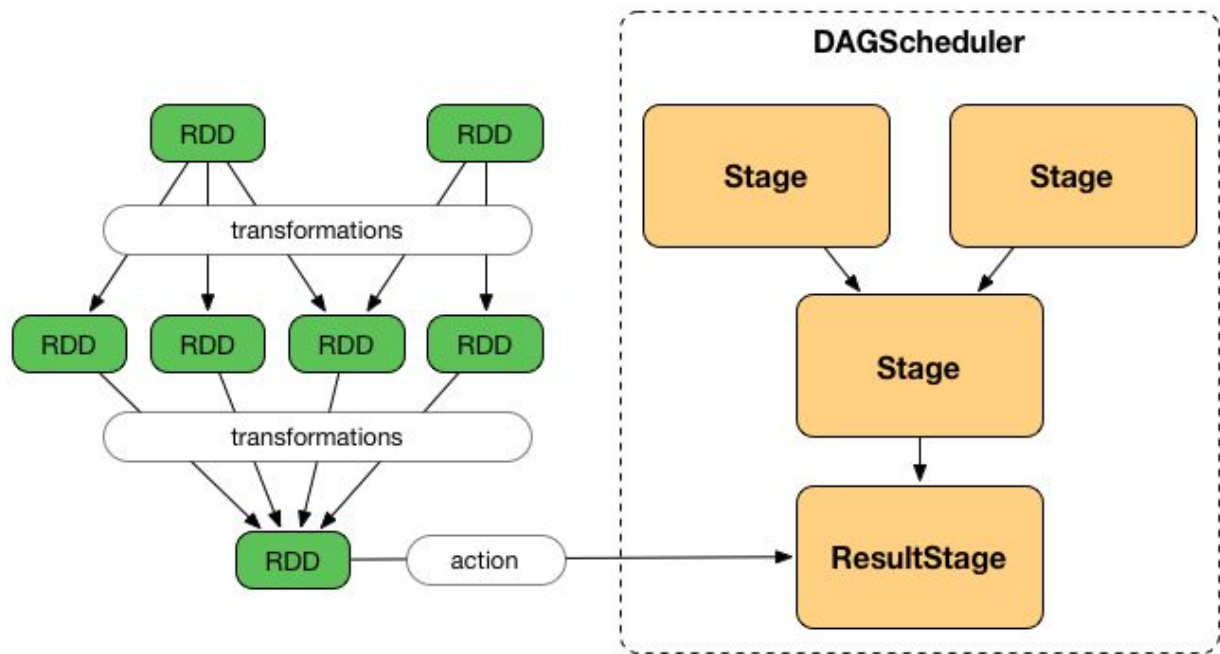 DAGScheduler
RDD
RDD
Stage
Stage
transformations
RDD
RDD
RDD
RDD
Stage
transformations
RDD
action
ResultStage